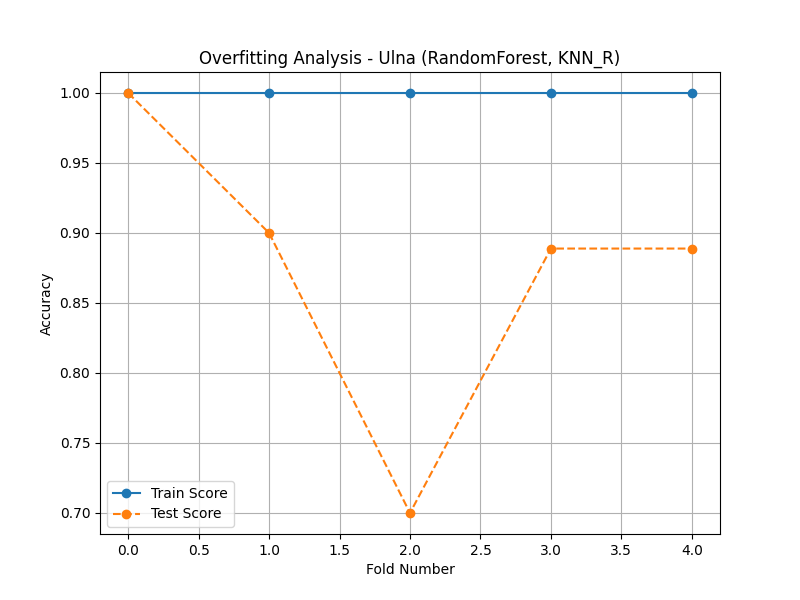 Overfitting Analysis - Ulna (RandomForest, KNN_R)
1.00
0.95
0.90
0.85
0.80
0.75
0.70
Accuracy
Train Score
Test Score
0.0 0.5 1.0 1.5 2.0 2.5 3.0 3.5 4.0
Fold Number